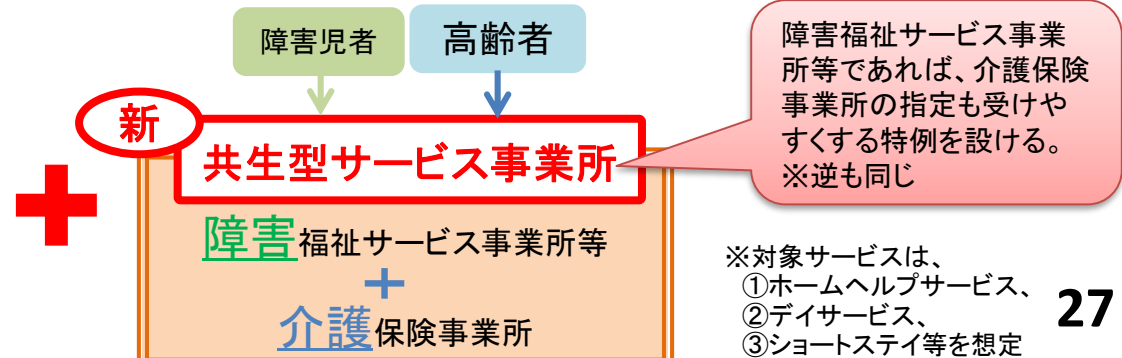 障害児者
高齢者
新
共生型サービス事業所
障害福祉サービス事業所等
+
介護保険事業所
障害福祉サービス事業
所等であれば、介護保険
事業所の指定も受けや
すくする特例を設ける。
※逆も同じ
※対象サービスは、
①ホームヘルプサービス、
②デイサービス、
③ショートステイ等を想定
27